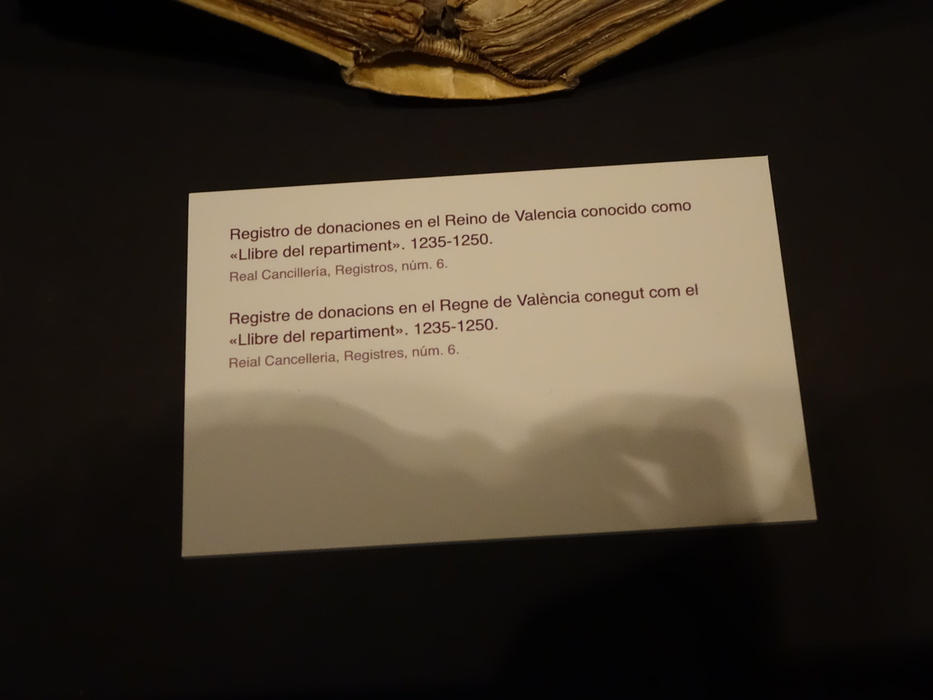 Registro de donaciones en el Reino de Valencia conocido como
«Llibre del repartiment». 1235-1250.
Real Cancillería, Registros, núm. 6.
Registre de donacions en el Regne de València conegut com el
«Llibre del repartiment». 1235-1250.
Reial Cancelleria, Registres, núm. 6.